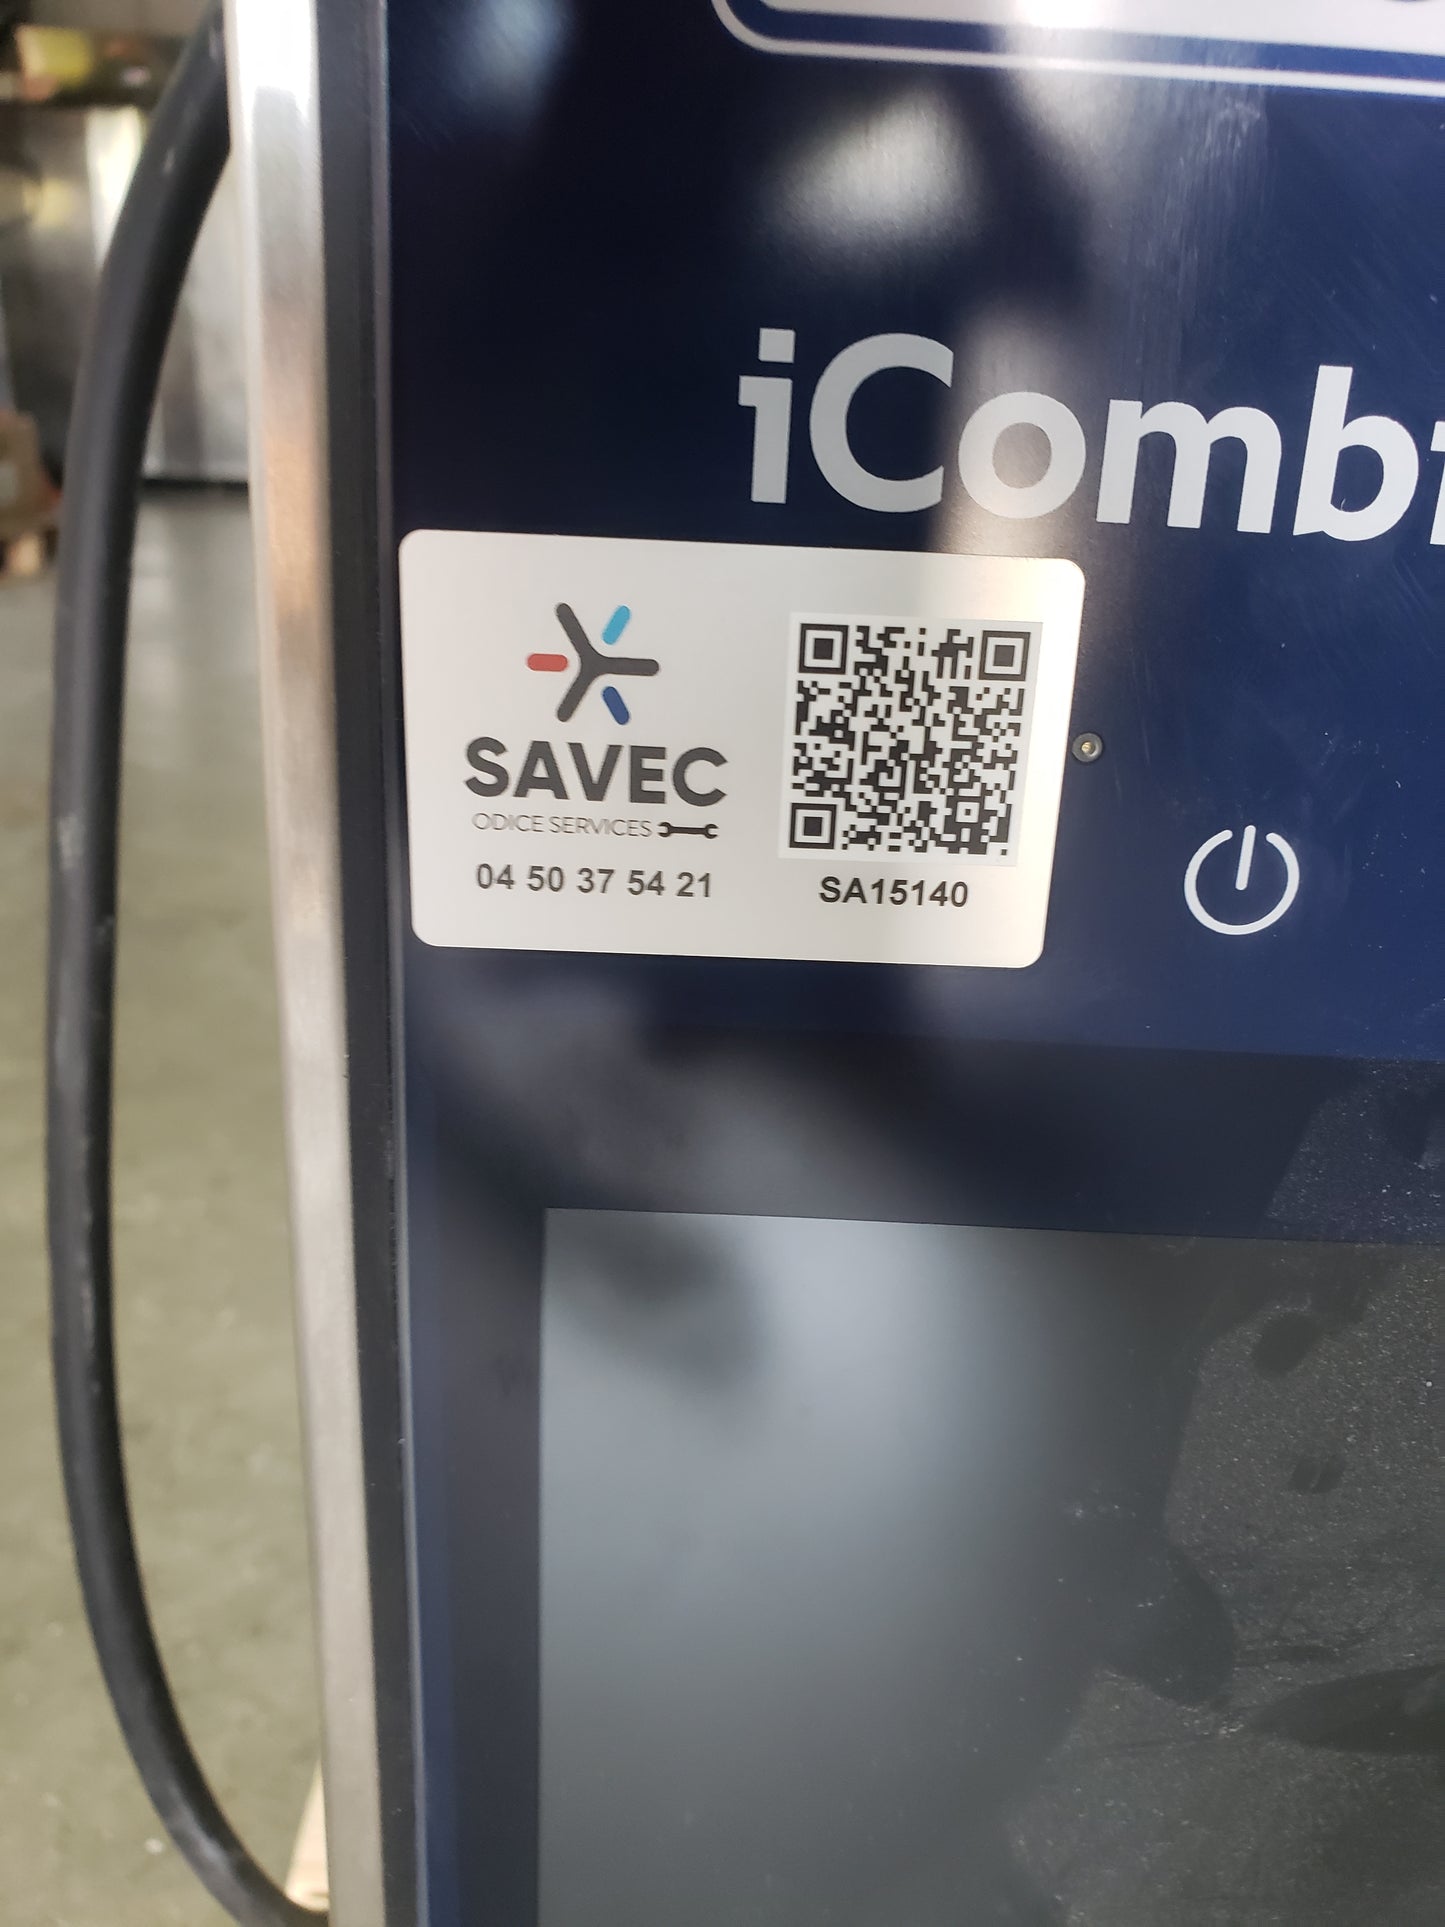 iCombi
SAVEC
ODICE SERVICES
04 50 37 54 21
SA15140